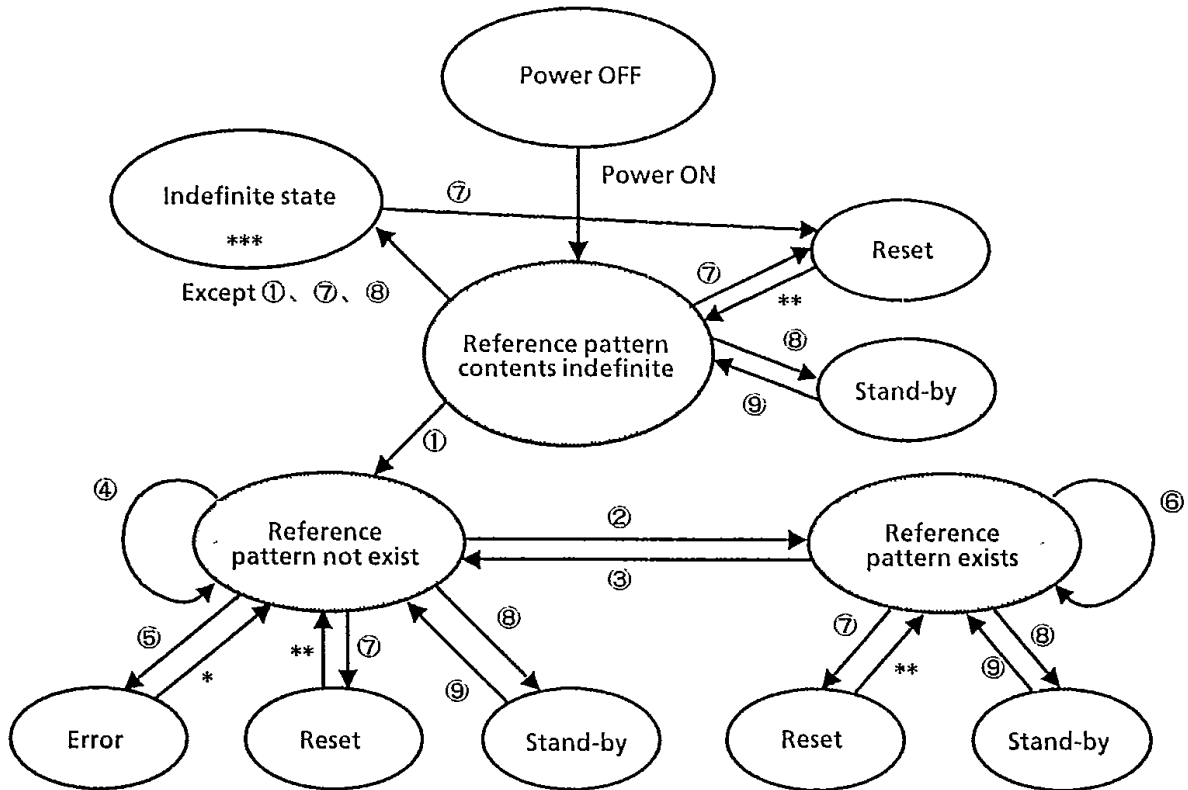 Power OFF
Power ON
Indefinite state
***
⑦
Reset
Except ①、⑦、⑧
⑦
**
Reference pattern
contents indefinite
⑧
Stand-by
⑨
①
④
Reference
pattern not exist
②
③
Reference
pattern exists
⑥
⑤
*
**
⑦
⑧
⑨
⑦
**
⑨
⑧
Error
Reset
Stand-by
Reset
Stand-by